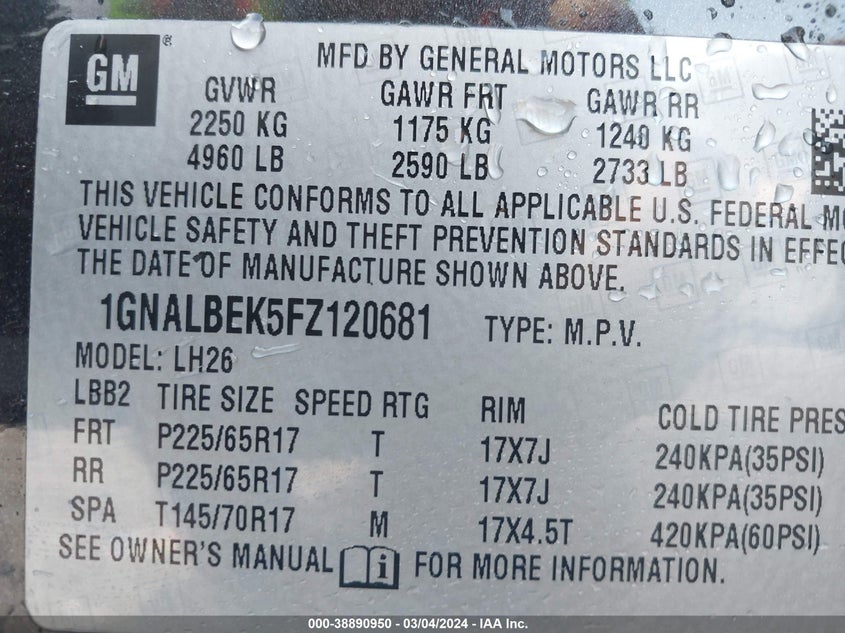 GM ®
MFD BY GENERAL MOTORS LLC
GVWR GAWR FRT GAWR RR
2250 KG 1175 KG 1240 KG
4960 LB 2590 LB 2733 LB
THIS VEHICLE CONFORMS TO ALL APPLICABLE U.S. FEDERAL MO
VEHICLE SAFETY AND THEFT PREVENTION STANDARDS IN EFFEC
THE DATE OF MANUFACTURE SHOWN ABOVE.
1GNALBEK5FZ120681 TYPE: M.P.V.
MODEL: LH26
LBB2 TIRE SIZE SPEED RTG RIM COLD TIRE PRES
FRT P225/65R17 T 17X7J 240KPA(35PSI)
RR P225/65R17 T 17X7J 240KPA(35PSI)
SPA T145/70R17 M 17X4.5T 420KPA(60PSI)
SEE OWNER'S MANUAL i FOR MORE INFORMATION.
000-38890950 - 03/04/2024 - IAA Inc.